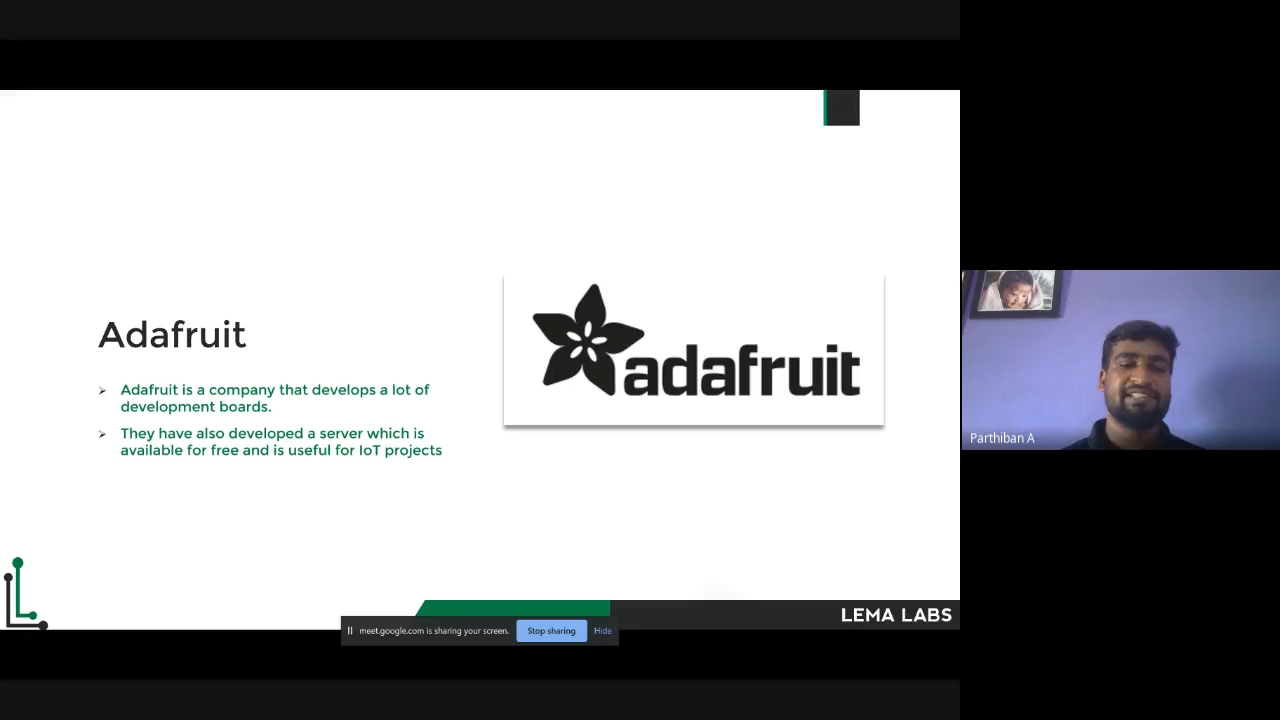 Adafruit
Adafruit is a company that develops a lot of
development boards.
They have also developed a server which is
available for free and is useful for IoT projects
adafruit
Parthiban A
LEMA LABS
meet.google.com is sharing your screen.
Stop sharing
Hide